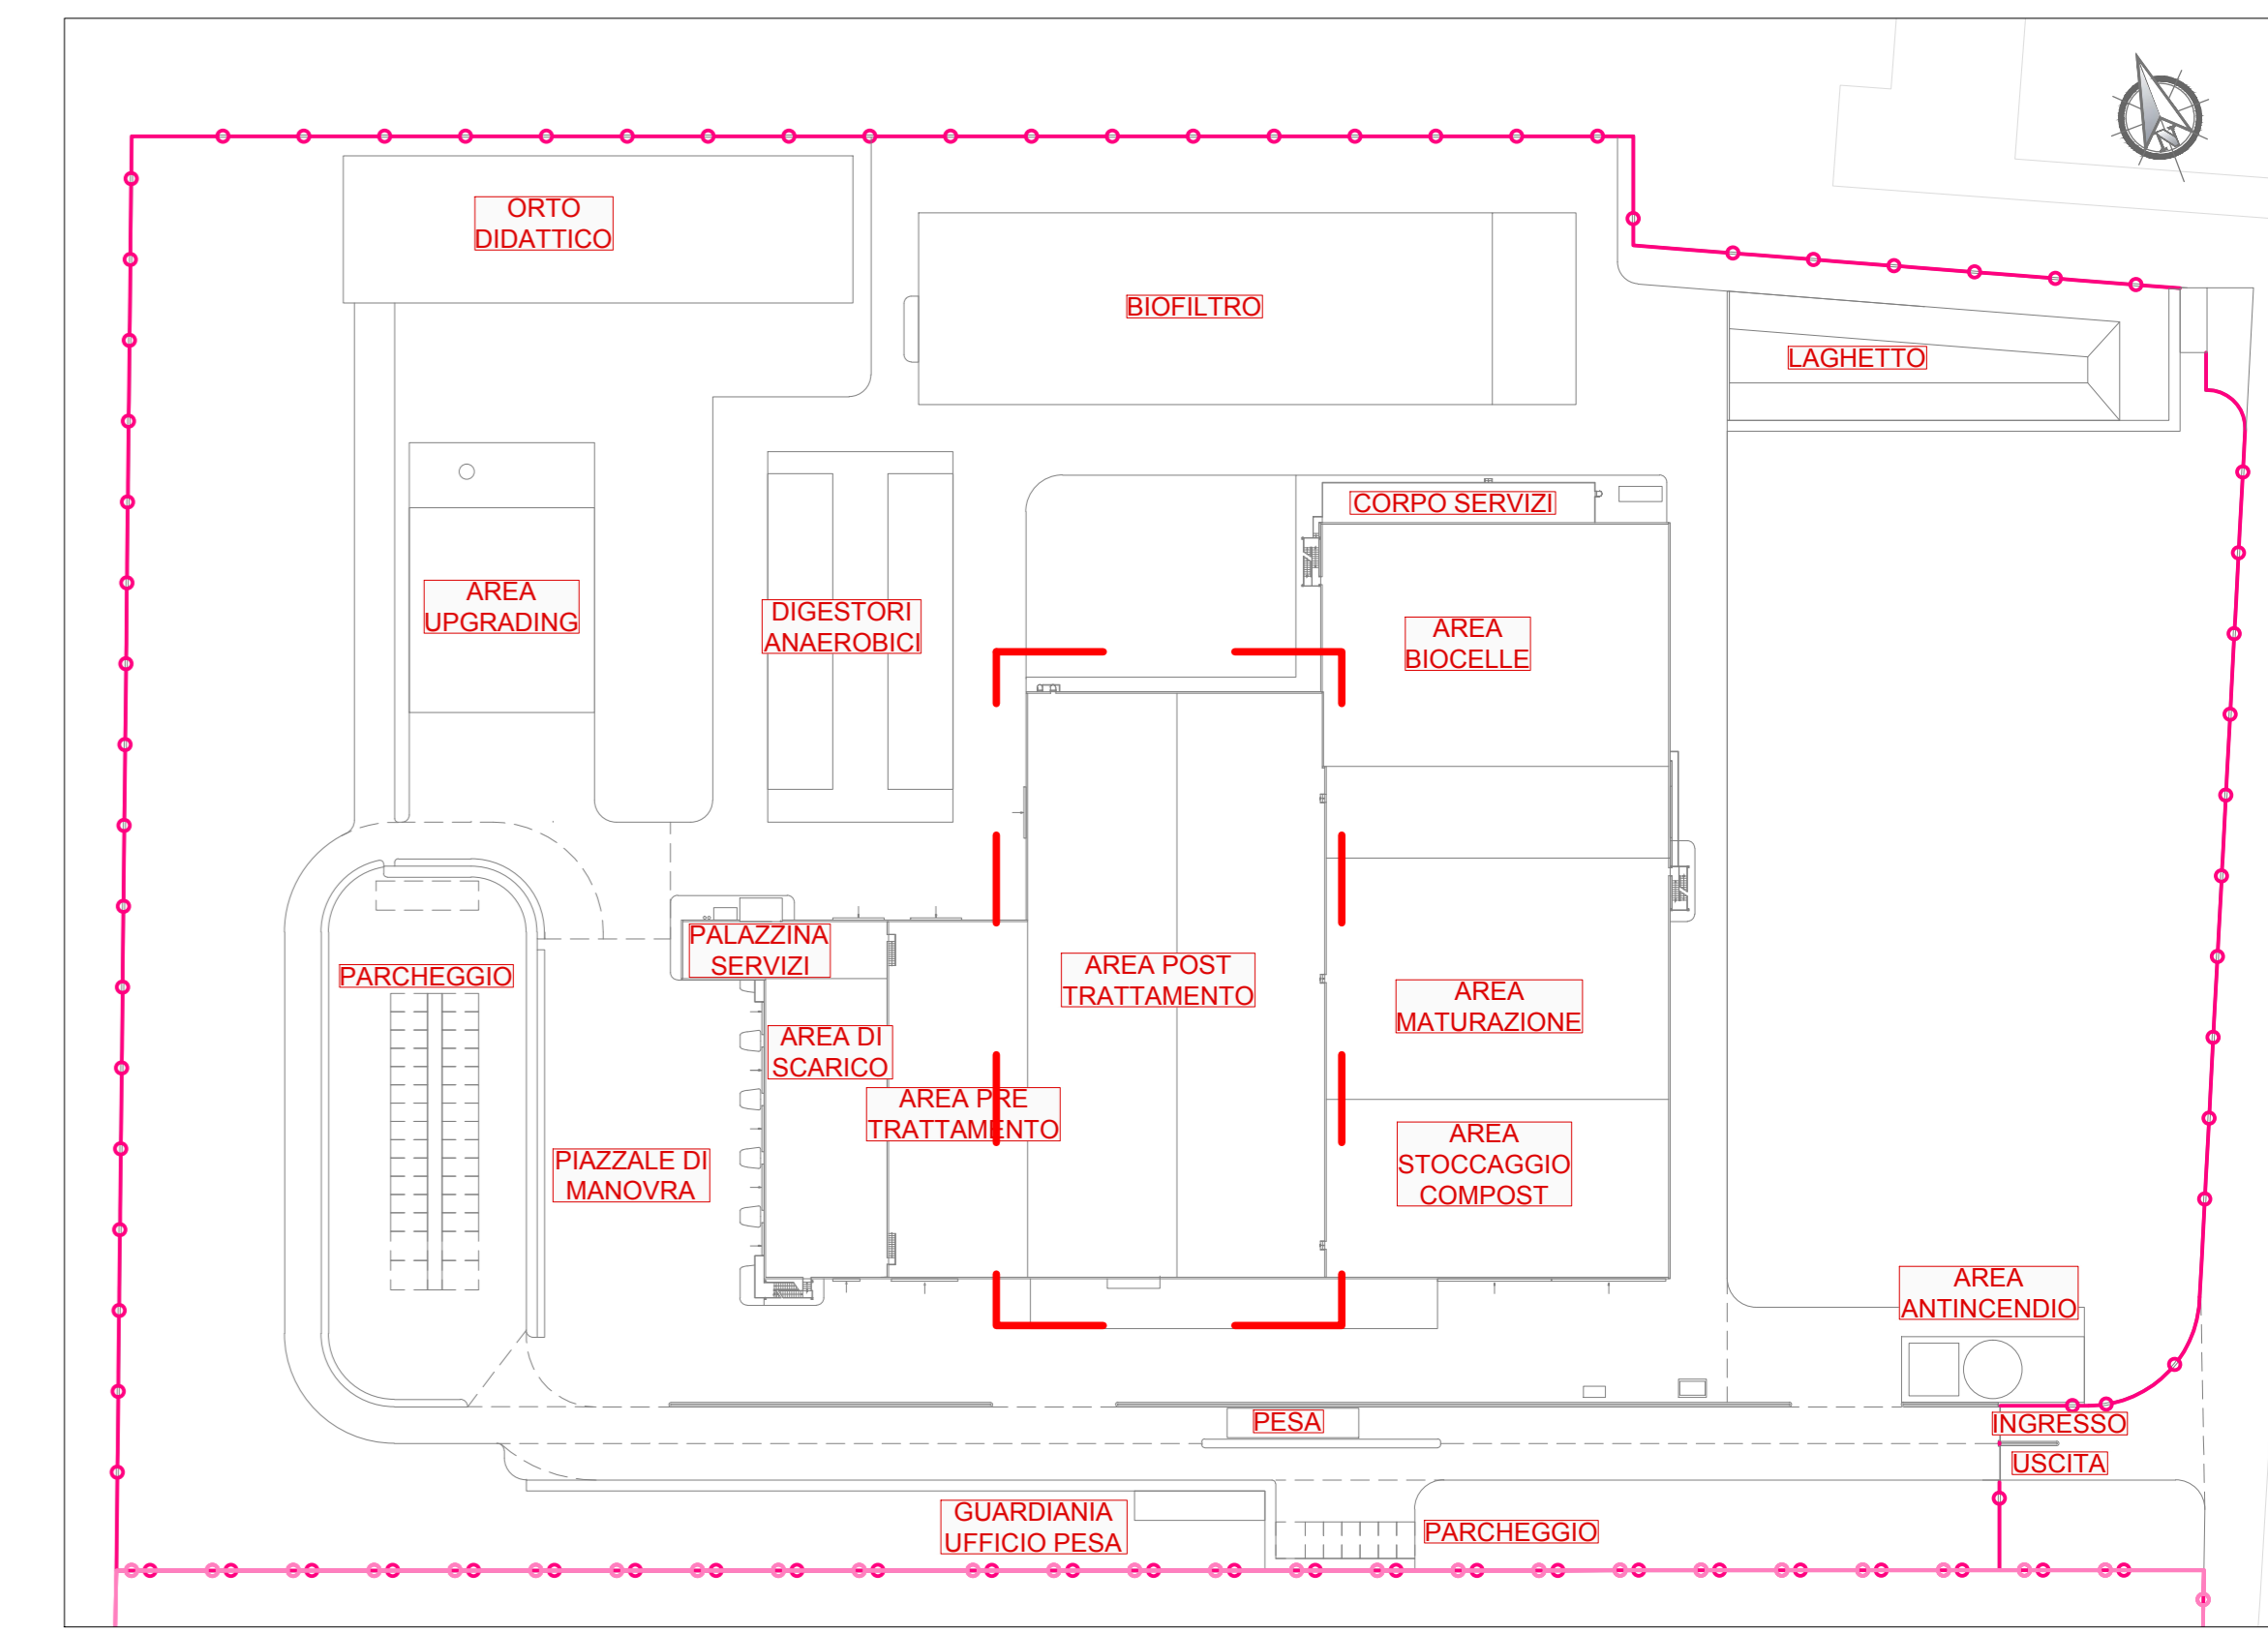 ORTO
DIDATTICO
BIOFILTRO
LAGHETTO
CORPO SERVIZI
AREA
UPGRADING
DIGESTORI
ANAEROBICI
AREA
BIOCELLE
PALAZZINA
SERVIZI
PARCHEGGIO
AREA POST
TRATTAMENTO
AREA
MATURAZIONE
AREA DI
SCARICO
AREA PRE
TRATTAMENTO
PIAZZALE DI
MANOVRA
AREA
STOCCAGGIO
COMPOST
AREA
ANTINCENDIO
PESA
INGRESSO
USCITA
GUARDIANIA
UFFICIO PESA
PARCHEGGIO